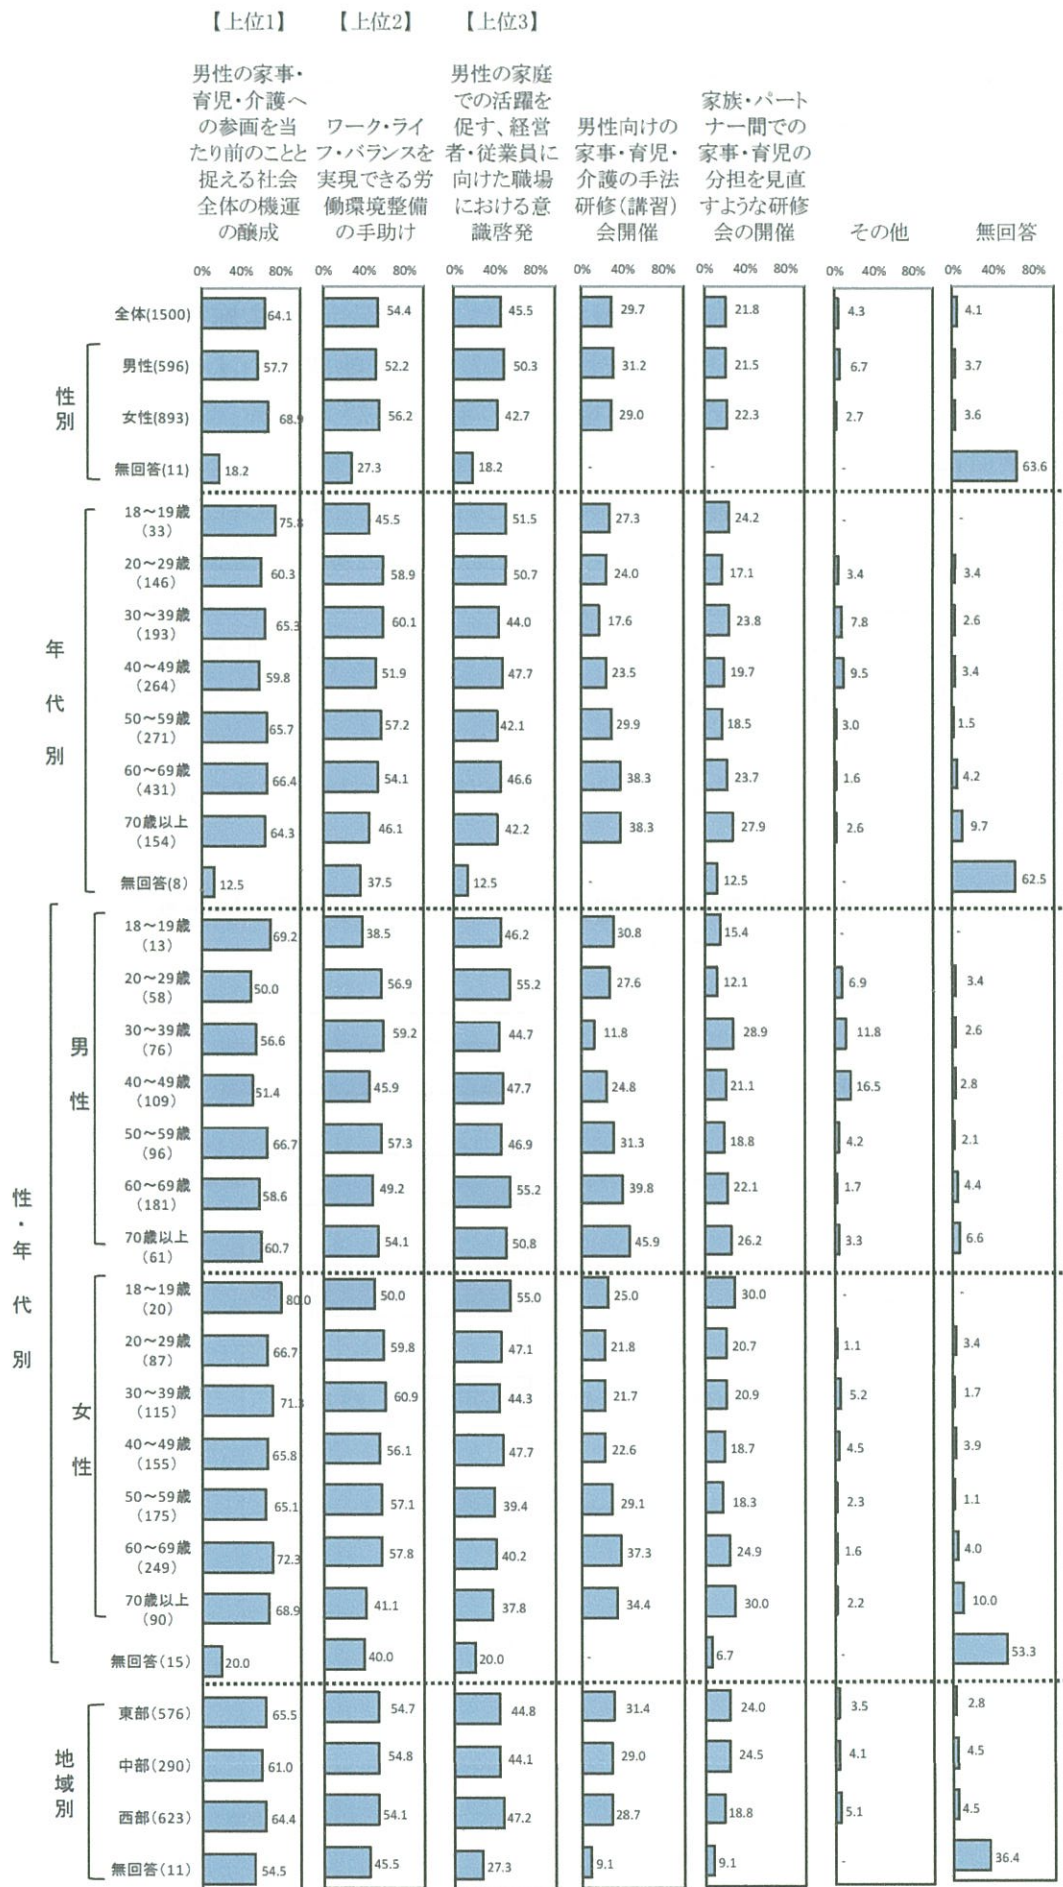 【上位1】 【上位2】 【上位3】
男性の家事・
育児・介護へ
の参画を当
たり前のことと
捉える社会
全体の機運
の醸成
ワーク・ライ
フ・バランスを
実現できる労
働環境整備
の手助け
男性の家庭
での活躍を
促す、経営
者・従業員に
向けた職場
における意
識啓発
男性向けの
家事・育児・
介護の手法
研修(講習)
会開催
家族・パート
ナー間での
家事・育児の
分担を見直
すような研修
会の開催
その他
無回答
0% 40% 80% 0% 40% 80% 0% 40% 80% 0% 40% 80% 0% 40% 80% 0% 40% 80% 0% 40% 80%
全体(1500) 64.1 54.4 45.5 29.7 21.8 4.3 4.1
性別
男性(596) 57.7 52.2 50.3 31.2 21.5 6.7 3.7
女性(893) 68.9 56.2 42.7 29.0 22.3 2.7 3.6
無回答(11) 18.2 27.3 18.2 - - - 63.6
年代別
18～19歳
(33) 75.8 45.5 51.5 27.3 24.2 - -
20～29歳
(146) 60.3 58.9 50.7 24.0 17.1 3.4 3.4
30～39歳
(193) 65.3 60.1 44.0 17.6 23.8 7.8 2.6
40～49歳
(264) 59.8 51.9 47.7 23.5 19.7 9.5 3.4
50～59歳
(271) 65.7 57.2 42.1 29.9 18.5 3.0 1.5
60～69歳
(431) 66.4 54.1 46.6 38.3 23.7 1.6 4.2
70歳以上
(154) 64.3 46.1 42.2 38.3 27.9 2.6 9.7
無回答(8) 12.5 37.5 12.5 - 12.5 - 62.5
性・年代別
男性
18～19歳
(13) 69.2 38.5 46.2 30.8 15.4 - -
20～29歳
(58) 50.0 56.9 55.2 27.6 12.1 6.9 3.4
30～39歳
(76) 56.6 59.2 44.7 11.8 28.9 11.8 2.6
40～49歳
(109) 51.4 45.9 47.7 24.8 21.1 16.5 2.8
50～59歳
(96) 66.7 57.3 46.9 31.3 18.8 4.2 2.1
60～69歳
(181) 58.6 49.2 55.2 39.8 22.1 1.7 4.4
70歳以上
(61) 60.7 54.1 50.8 45.9 26.2 3.3 6.6
女性
18～19歳
(20) 80.0 50.0 55.0 25.0 30.0 - -
20～29歳
(87) 66.7 59.8 47.1 21.8 20.7 1.1 3.4
30～39歳
(115) 71.3 60.9 44.3 21.7 20.9 5.2 1.7
40～49歳
(155) 65.8 56.1 47.7 22.6 18.7 4.5 3.9
50～59歳
(175) 65.1 57.1 39.4 29.1 18.3 2.3 1.1
60～69歳
(249) 72.3 57.8 40.2 37.3 24.9 1.6 4.0
70歳以上
(90) 68.9 41.1 37.8 34.4 30.0 2.2 10.0
無回答(15) 20.0 40.0 20.0 - 6.7 - 53.3
地域別
東部(576) 65.5 54.7 44.8 31.4 24.0 3.5 2.8
中部(290) 61.0 54.8 44.1 29.0 24.5 4.1 4.5
西部(623) 64.4 54.1 47.2 28.7 18.8 5.1 4.5
無回答(11) 54.5 45.5 27.3 9.1 9.1 - 36.4